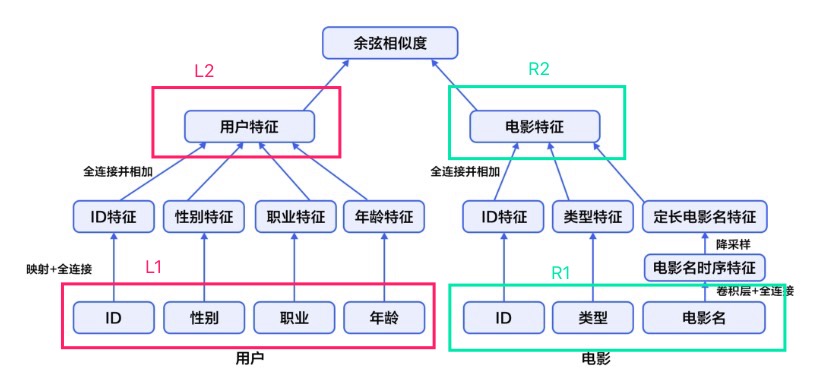 余弦相似度
L2
R2
用户特征
电影特征
全连接并相加
全连接并相加
ID特征
性别特征
职业特征
年龄特征
ID特征
类型特征
定长电影名特征
降采样
映射+全连接
L1
R1
电影名时序特征
卷积层+全连接
ID
性别
职业
年龄
ID
类型
电影名
用户
电影